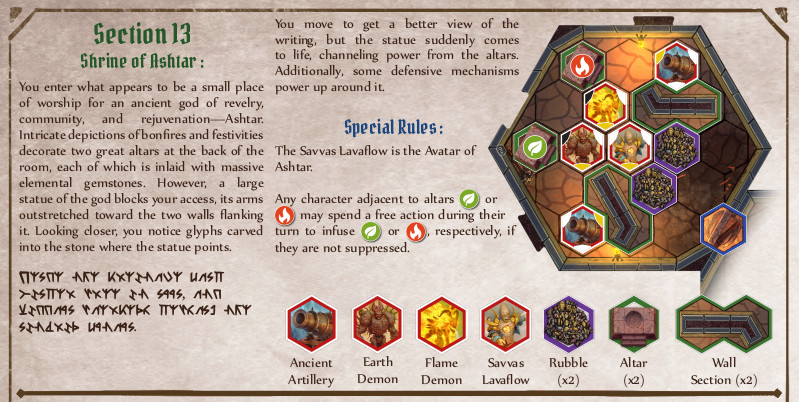 Section 13
Shrine of Ashtar:
You enter what appears to be a small place
of worship for an ancient god of revelry,
community, and rejuvenation—Ashtar.
Intricate depictions of bonfires and festivities
decorate two great altars at the back of the
room, each of which is inlaid with massive
elemental gemstones. However, a large
statue of the god blocks your access, its arms
outstretched toward the two walls flanking
it. Looking closer, you notice glyphs carved
into the stone where the statue points.
You move to get a better view of the
writing, but the statue suddenly comes
to life, channeling power from the altars.
Additionally, some defensive mechanisms
power up around it.
Special Rules:
The Savvas Lavaflow is the Avatar of
Ashtar.
Any character adjacent to altars or
may spend a free action during their
turn to infuse or , respectively, if
they are not suppressed.
Ancient
Artillery
Earth
Demon
Flame
Demon
Savvas
Lavaflow
Rubble
(x2)
Altar
(x2)
Wall
Section (x2)